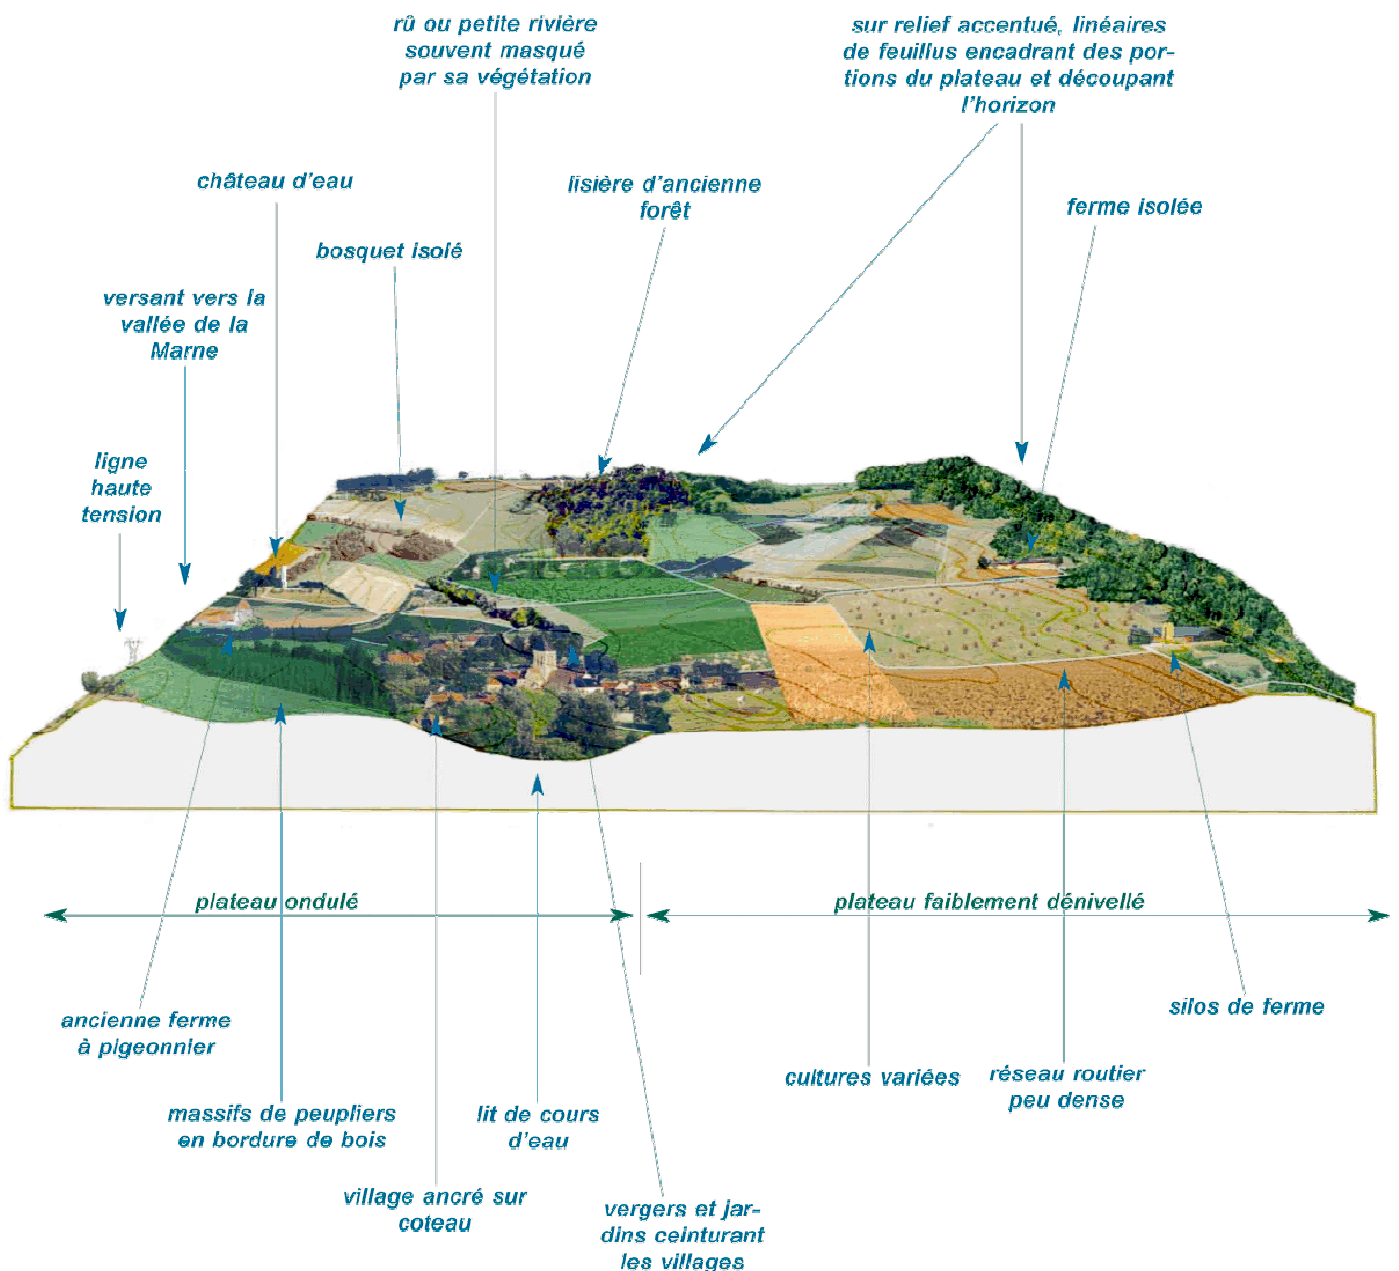 rû ou petite rivière
souvent masqué
par sa végétation
sur relief accentué, linéaires
de feuillus encadrant des por-
tions du plateau et découpant
l'horizon
château d'eau
lisière d'ancienne
forêt
ferme isolée
bosquet isolé
versant vers la
vallée de la
Marne
ligne
haute
tension
plateau ondulé
plateau faiblement dénivellé
ancienne ferme
à pigeonnier
silos de ferme
cultures variées
réseau routier
peu dense
massifs de peupliers
en bordure de bois
lit de cours
d'eau
village ancré sur
coteau
vergers et jar-
dins ceinturant
les villages